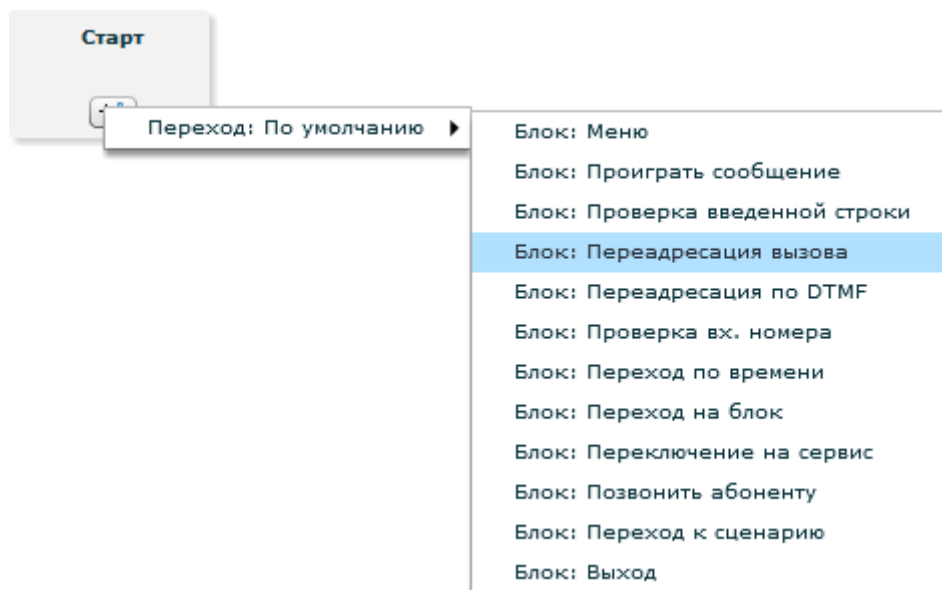 Старт
Переход: По умолчанию
Блок: Меню
Блок: Проиграть сообщение
Блок: Проверка введенной строки
Блок: Переадресация вызова
Блок: Переадресация по DTMF
Блок: Проверка вх. номера
Блок: Переход по времени
Блок: Переход на блок
Блок: Переключение на сервис
Блок: Позвонить абоненту
Блок: Переход к сценарию
Блок: Выход